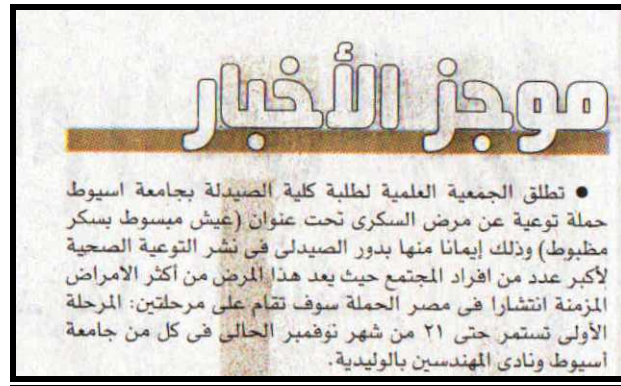 موجز الأخبار
● تطلق الجمعية العلمية لطلبة كلية الصيدلة بجامعة اسيوط
حملة توعية عن مرض السكرى تحت عنوان (عيش مبسوط بسكر
مظبوط) وذلك إيمانا منها بدور الصيدلى فى نشر التوعية الصحية
لأكبر عدد من افراد المجتمع حيث يعد هذا المرض من أكثر الامراض
المزمنة انتشارا فى مصر الحملة سوف تقام على مرحلتين: المرحلة
الأولى تستمر حتى ٢١ من شهر نوفمبر الحالى فى كل من جامعة
أسيوط ونادى المهندسين بالوليدية.